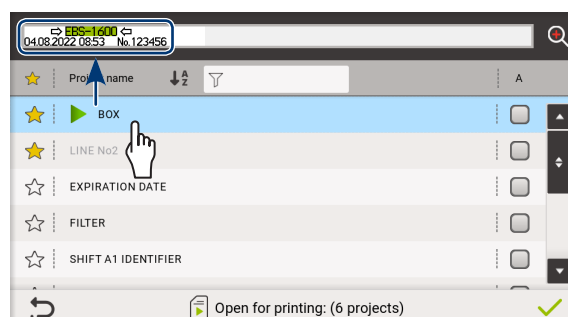 ⇨ EBS-1600 ⇦
04.08.2022 08:53 No.123456
Project name A Z A
BOX
LINE No2
EXPIRATION DATE
FILTER
SHIFT A1 IDENTIFIER
Open for printing: (6 projects)